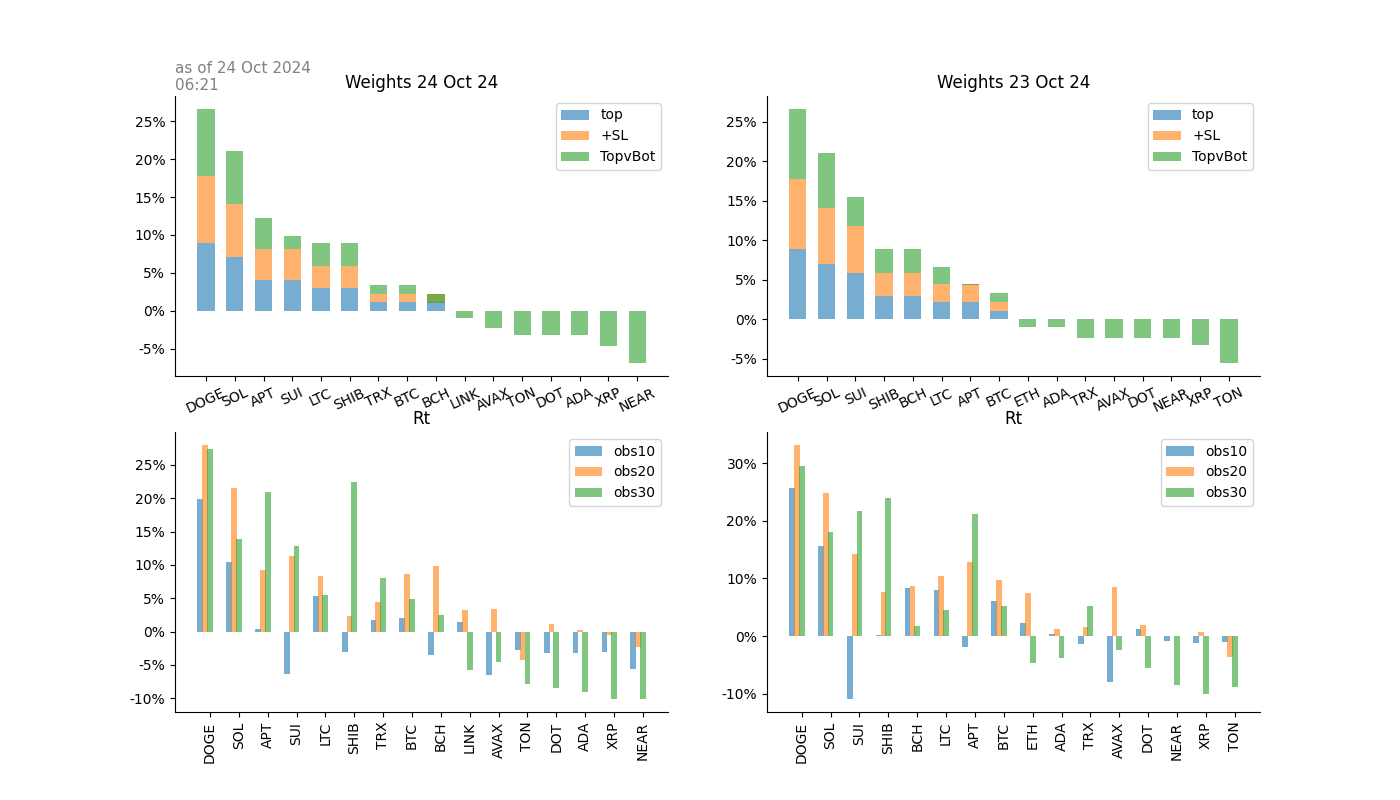 as of 24 Oct 2024
06:21
Weights 24 Oct 24
25%
20%
15%
10%
5%
0%
-5%
top
+SL
TopvBot
DOGE SOL APT SUI LTC SHIB TRX BTC BCH LINK AVAX TON DOT ADA XRP NEAR
Weights 23 Oct 24
25%
20%
15%
10%
5%
0%
-5%
top
+SL
TopvBot
DOGE SOL SUI SHIB BCH LTC APT BTC ETH ADA TRX AVAX DOT NEAR XRP TON
Rt
25%
20%
15%
10%
5%
0%
-5%
-10%
obs10
obs20
obs30
DOGE SOL APT SUI LTC SHIB TRX BTC BCH LINK AVAX TON DOT ADA XRP NEAR
Rt
30%
20%
10%
0%
-10%
obs10
obs20
obs30
DOGE SOL SUI SHIB BCH LTC APT BTC ETH ADA TRX AVAX DOT NEAR XRP TON